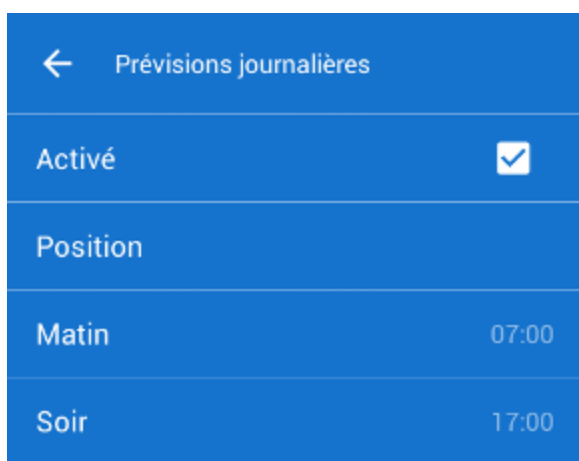 Prévisions journalières
Activé
Position
Matin 07:00
Soir 17:00